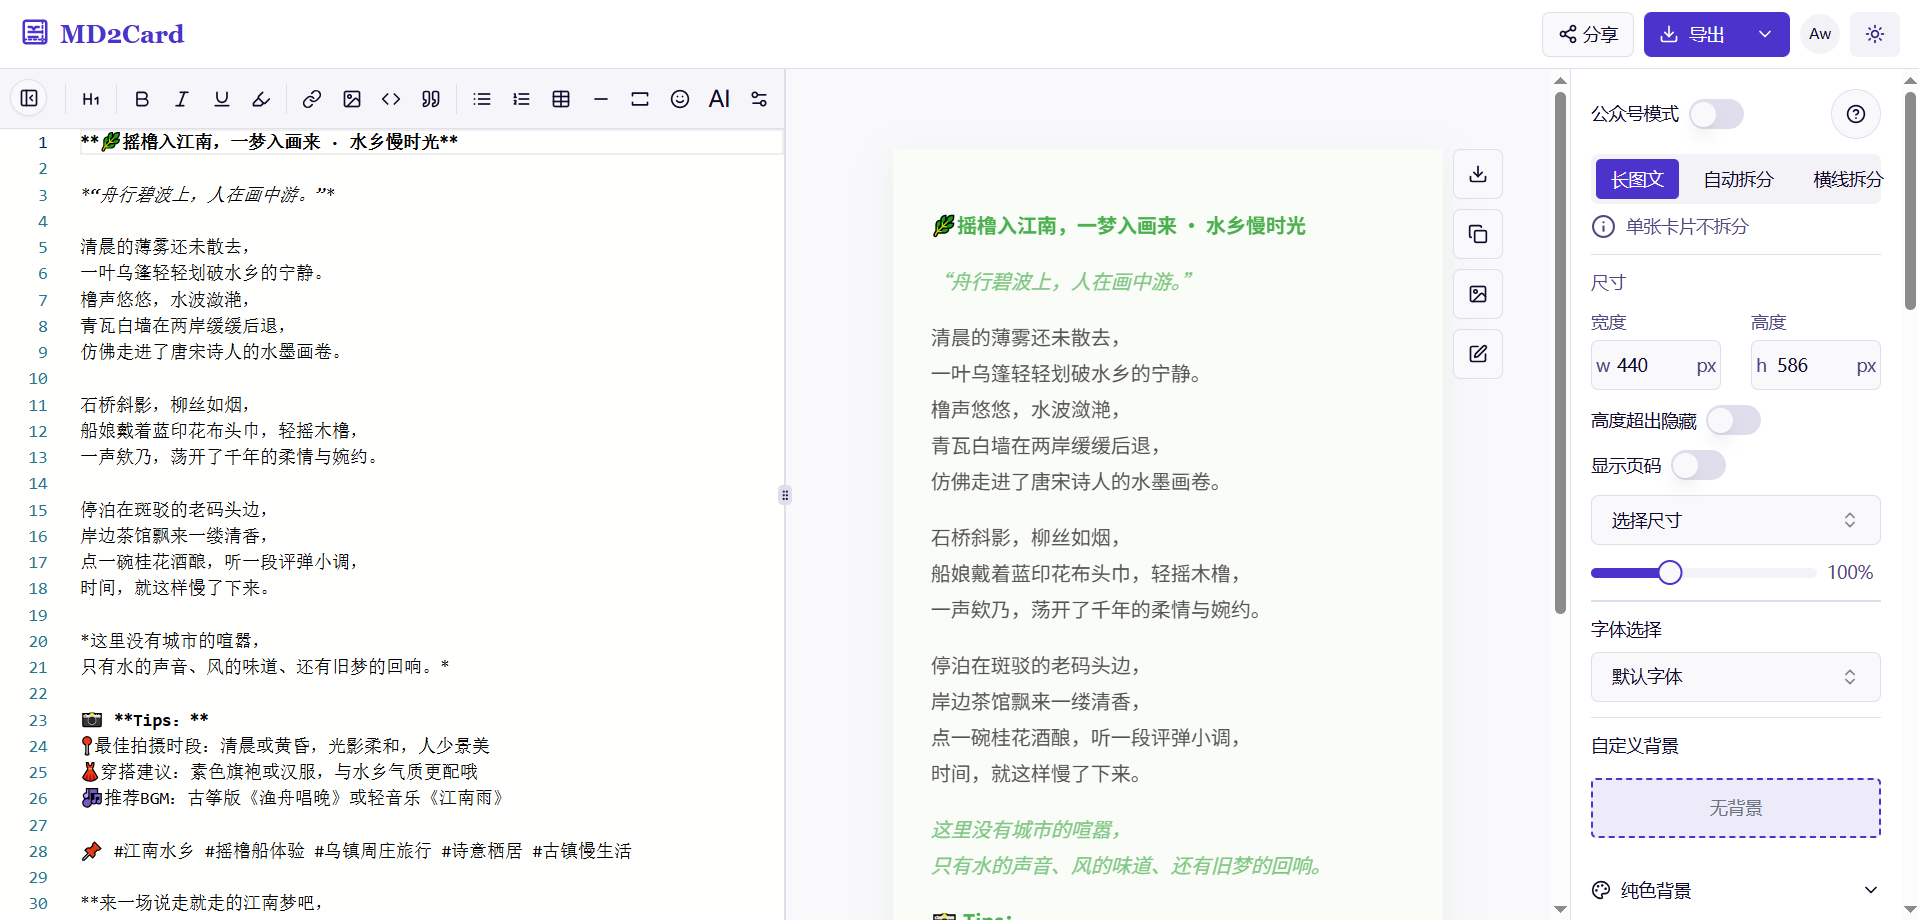 MD2Card
分享
导出
Aw
H1
AI
1 **🥬摇橹入江南，一梦入画来 · 水乡慢时光**
2
3 *“舟行碧波上，人在画中游。”*
4
5 清晨的薄雾还未散去，
6 一叶乌篷轻轻划破水乡的宁静。
7 橹声悠悠，水波潋滟，
8 青瓦白墙在两岸缓缓后退，
9 仿佛走进了唐宋诗人的水墨画卷。
10
11 石桥斜影，柳丝如烟，
12 船娘戴着蓝印花布头巾，轻摇木橹，
13 一声欸乃，荡开了千年的柔情与婉约。
14
15 停泊在斑驳的老码头边，
16 岸边茶馆飘来一缕清香，
17 点一碗桂花酒酿，听一段评弹小调，
18 时间，就这样慢了下来。
19
20 *这里没有城市的喧嚣，
21 只有水的声音、风的味道、还有旧梦的回响。*
22
23 📷 **Tips：**
24 📍最佳拍摄时段：清晨或黄昏，光影柔和，人少景美
25 👗穿搭建议：素色旗袍或汉服，与水乡气质更配哦
26 🎶推荐BGM：古筝版《渔舟唱晚》或轻音乐《江南雨》
27
28 📌 #江南水乡 #摇橹船体验 #乌镇周庄旅行 #诗意栖居 #古镇慢生活
29
30 **来一场说走就走的江南梦吧，
🥬摇橹入江南，一梦入画来 · 水乡慢时光
“舟行碧波上，人在画中游。”
清晨的薄雾还未散去，
一叶乌篷轻轻划破水乡的宁静。
橹声悠悠，水波潋滟，
青瓦白墙在两岸缓缓后退，
仿佛走进了唐宋诗人的水墨画卷。
石桥斜影，柳丝如烟，
船娘戴着蓝印花布头巾，轻摇木橹，
一声欸乃，荡开了千年的柔情与婉约。
停泊在斑驳的老码头边，
岸边茶馆飘来一缕清香，
点一碗桂花酒酿，听一段评弹小调，
时间，就这样慢了下来。
这里没有城市的喧嚣，
只有水的声音、风的味道、还有旧梦的回响。
📷 Tips：
公众号模式
长图文 自动拆分 横线拆分
单张卡片不拆分
尺寸
宽度 高度
w 440 px h 586 px
高度超出隐藏
显示页码
选择尺寸
100%
字体选择
默认字体
自定义背景
无背景
纯色背景